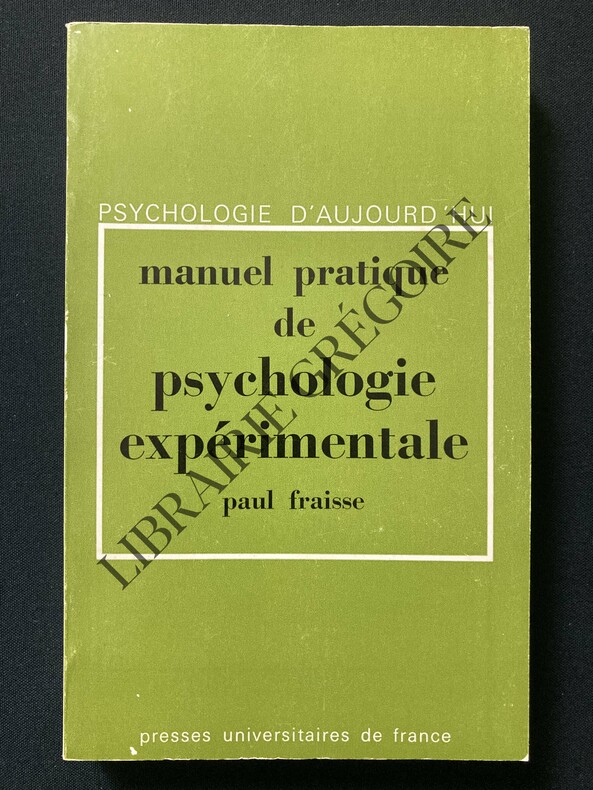 PSYCHOLOGIE D'AUJOURD'HUI
manuel pratique
de
psychologie
expérimentale
paul fraisse
presses universitaires de france
LIBRAIRIE GRÉGOIRE